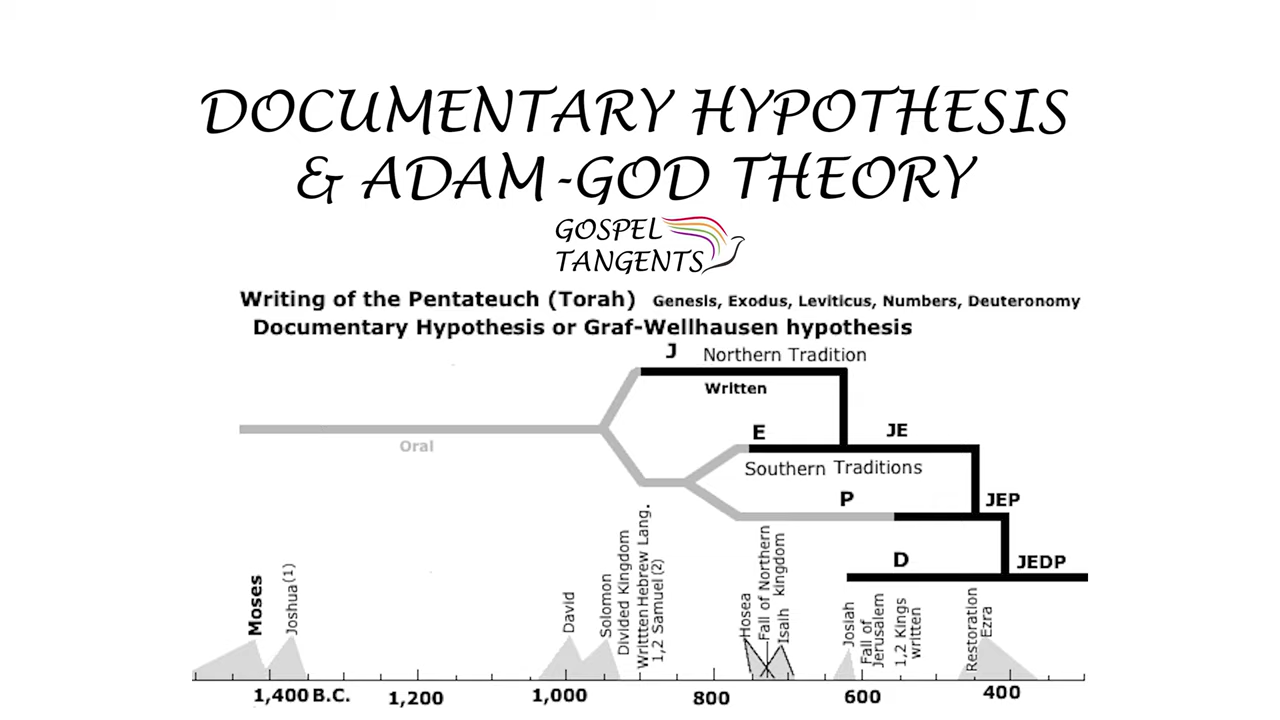 DOCUMENTARY HYPOTHESIS
& ADAM-GOD THEORY
GOSPEL
TANGENTS
Writing of the Pentateuch (Torah) Genesis, Exodus, Leviticus, Numbers, Deuteronomy
Documentary Hypothesis or Graf-Wellhausen hypothesis
J Northern Tradition
Written
Oral
E JE
Southern Traditions
P JEP
D JEDP
Moses
Joshua (1)
David
Solomon
Divided Kingdom
Writtten Hebrew Lang.
1,2 Samuel (2)
Hosea
Fall of Northern
kingdom
Isaih
Josiah
Fall of
Jerusalem
1,2 Kings
written
Restoration
Ezra
1,400 B.C. 1,200 1,000 800 600 400